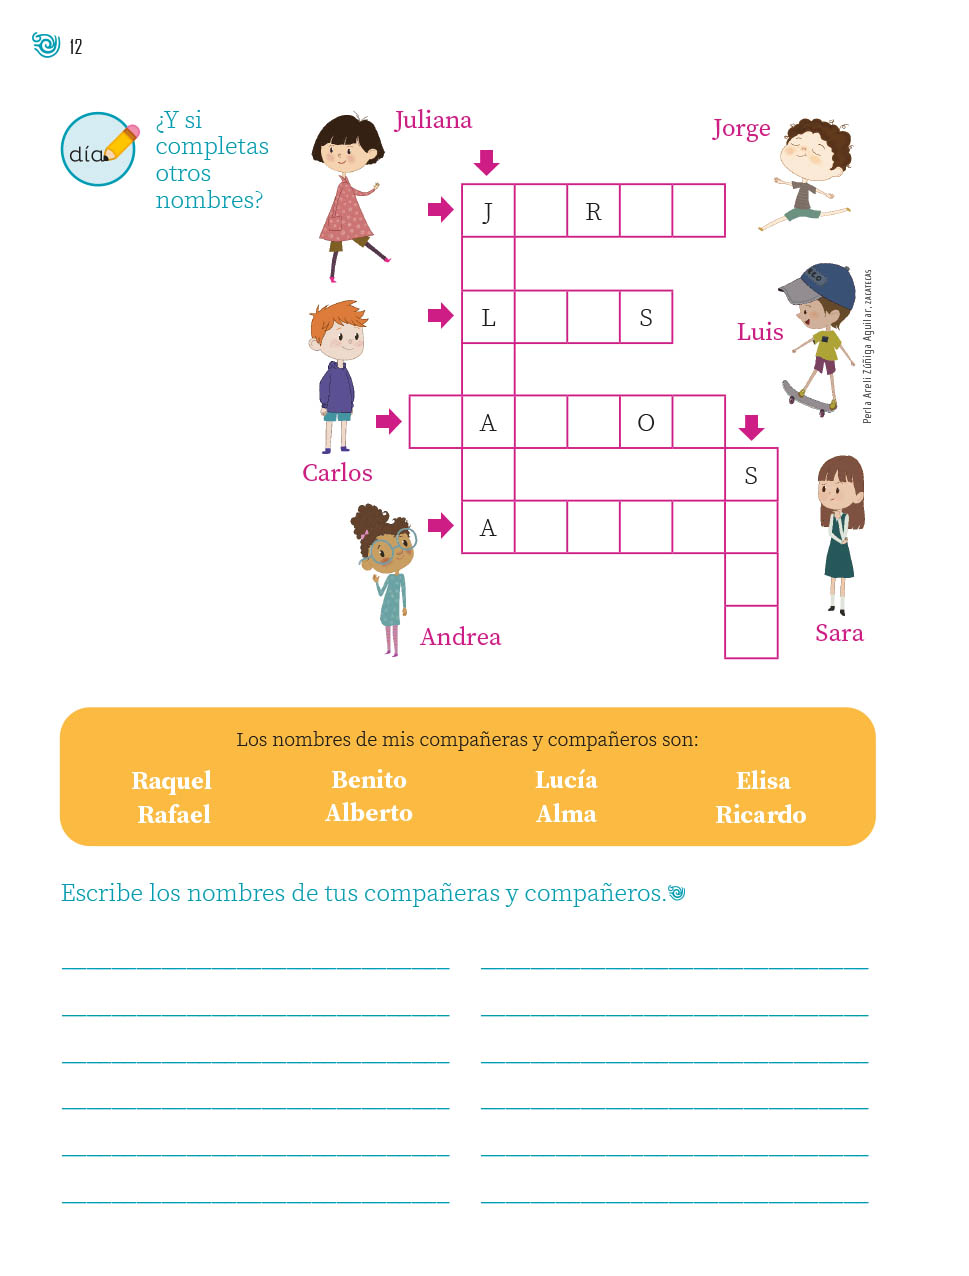 12
día
¿Y si
completas
otros
nombres?
Juliana
Jorge
J R
L S
Luis
Perla Areli Zúñiga Aguilar, ZACATECAS
A O
Carlos
S
A
Andrea
Sara
Los nombres de mis compañeras y compañeros son:
Raquel Benito Lucía Elisa
Rafael Alberto Alma Ricardo
Escribe los nombres de tus compañeras y compañeros.